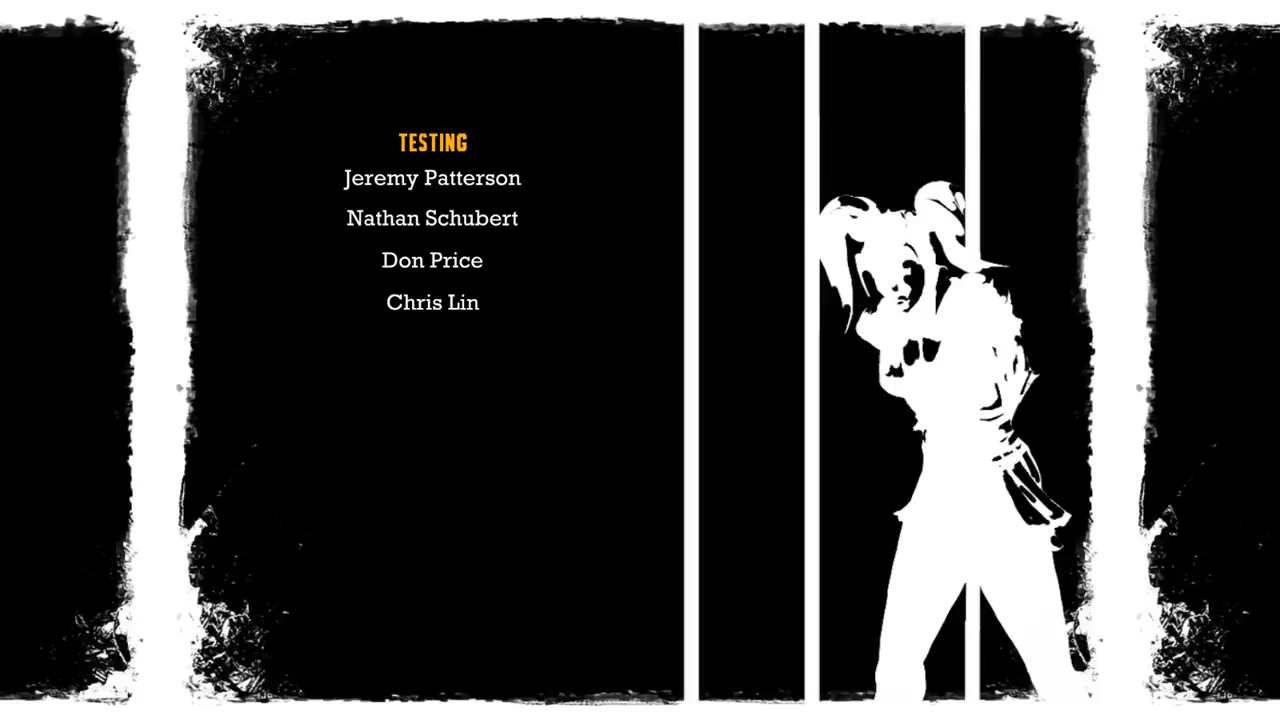 TESTING
Jeremy Patterson
Nathan Schubert
Don Price
Chris Lin